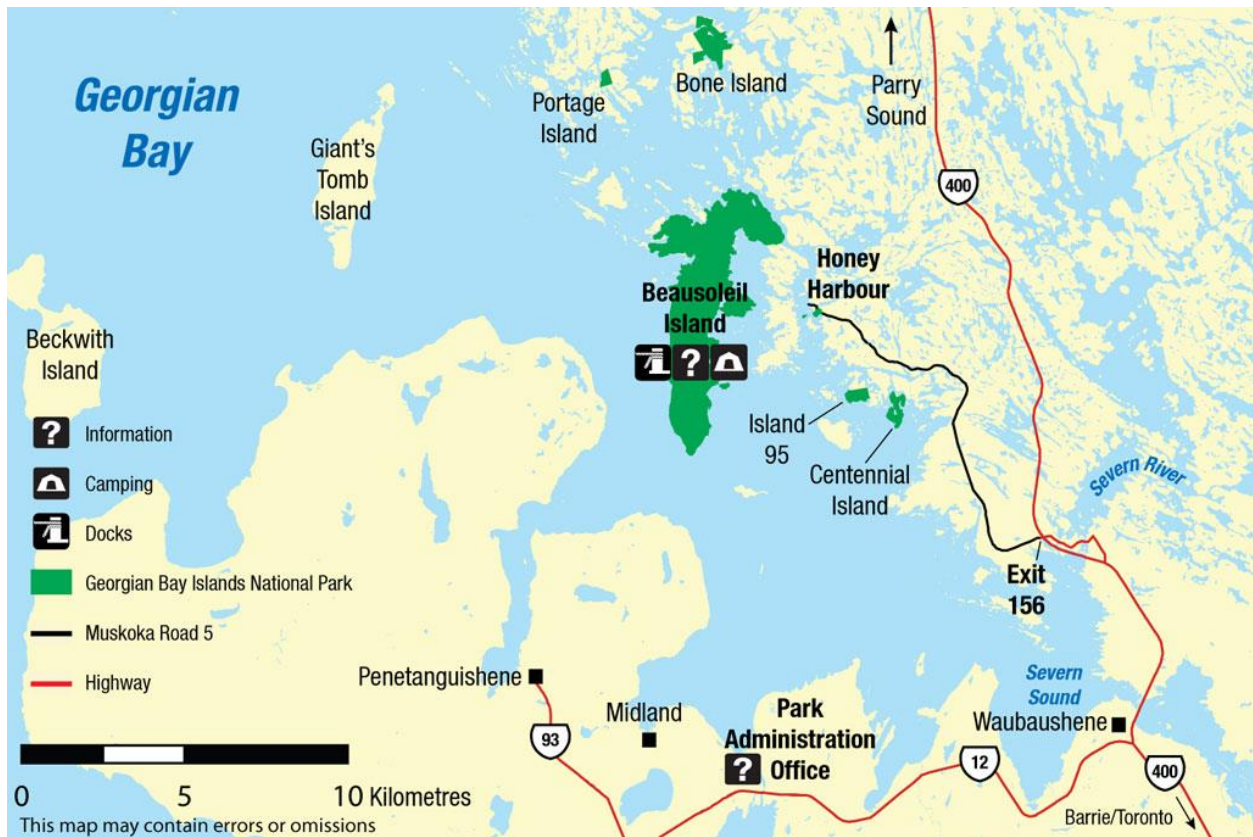 Georgian
Bay
Giant's
Tomb
Island
Portage
Island
Bone Island
Parry
Sound
400
Honey
Harbour
Beausoleil
Island
?
Beckwith
Island
Island
95
Centennial
Island
Severn River
Exit
156
? Information
Camping
Docks
Georgian Bay Islands National Park
Muskoka Road 5
Highway
Penetanguishene
Midland
93
Park
Administration
? Office
Severn
Sound
Waubaushene
12
400
Barrie/Toronto
0 5 10 Kilometres
This map may contain errors or omissions